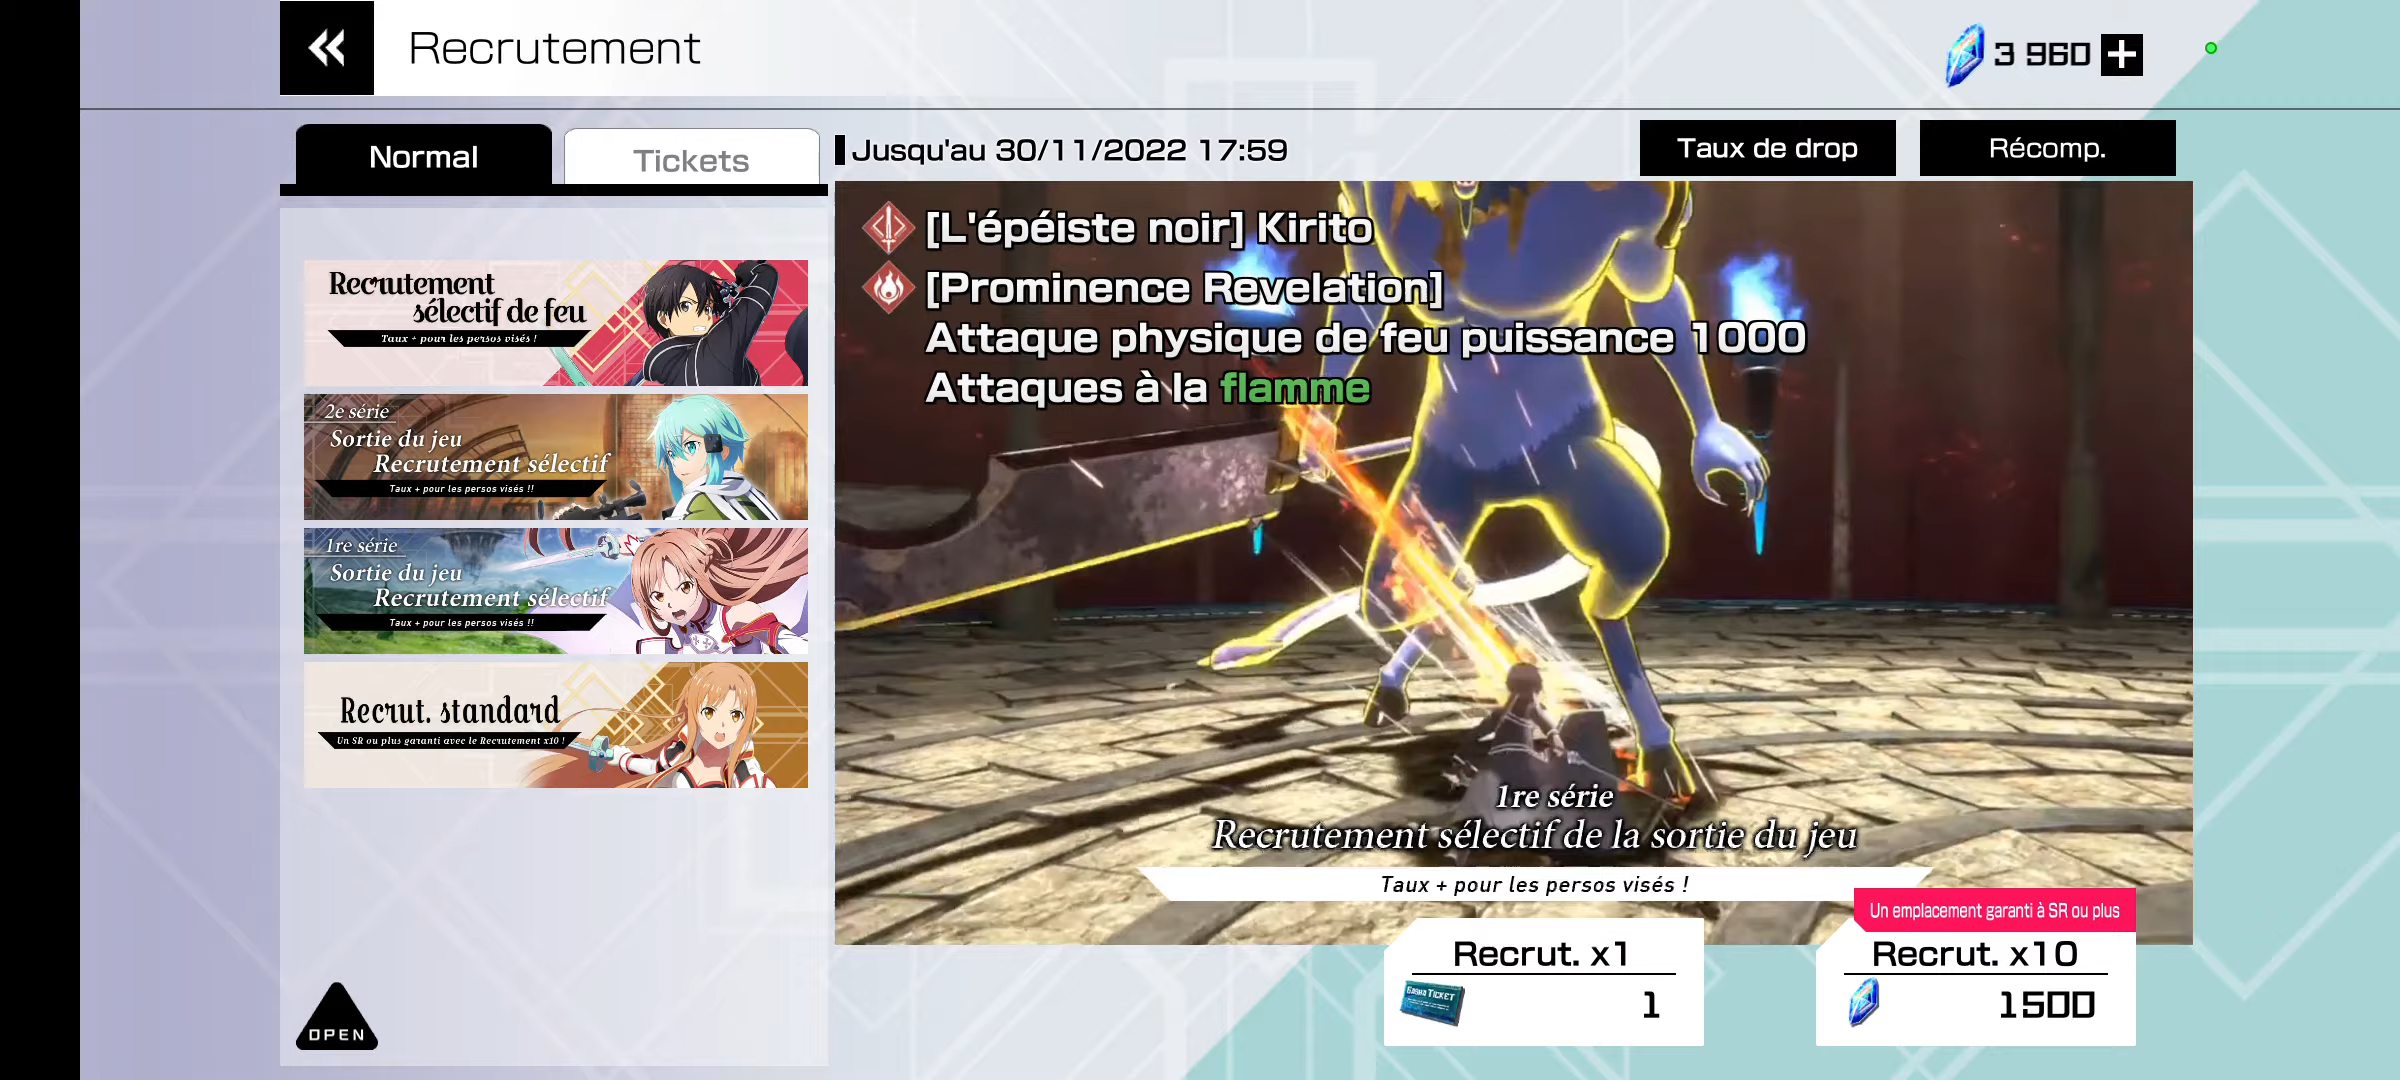 Recrutement
3 960
Normal
Tickets
Jusqu'au 30/11/2022 17:59
Taux de drop
Récomp.
Recrutement
sélectif de feu
Taux + pour les persos visés !
2e série
Sortie du jeu
Recrutement sélectif
Taux + pour les persos visés !!
1re série
Sortie du jeu
Recrutement sélectif
Taux + pour les persos visés !!
Recrut. standard
Un SR ou plus garanti avec le Recrutement x10 !
OPEN
[L'épéiste noir] Kirito
[Prominence Revelation]
Attaque physique de feu puissance 1000
Attaques à la flamme
1re série
Recrutement sélectif de la sortie du jeu
Taux + pour les persos visés !
Recrut. x1
GASHA TICKET
1
Un emplacement garanti à SR ou plus
Recrut. x10
1500